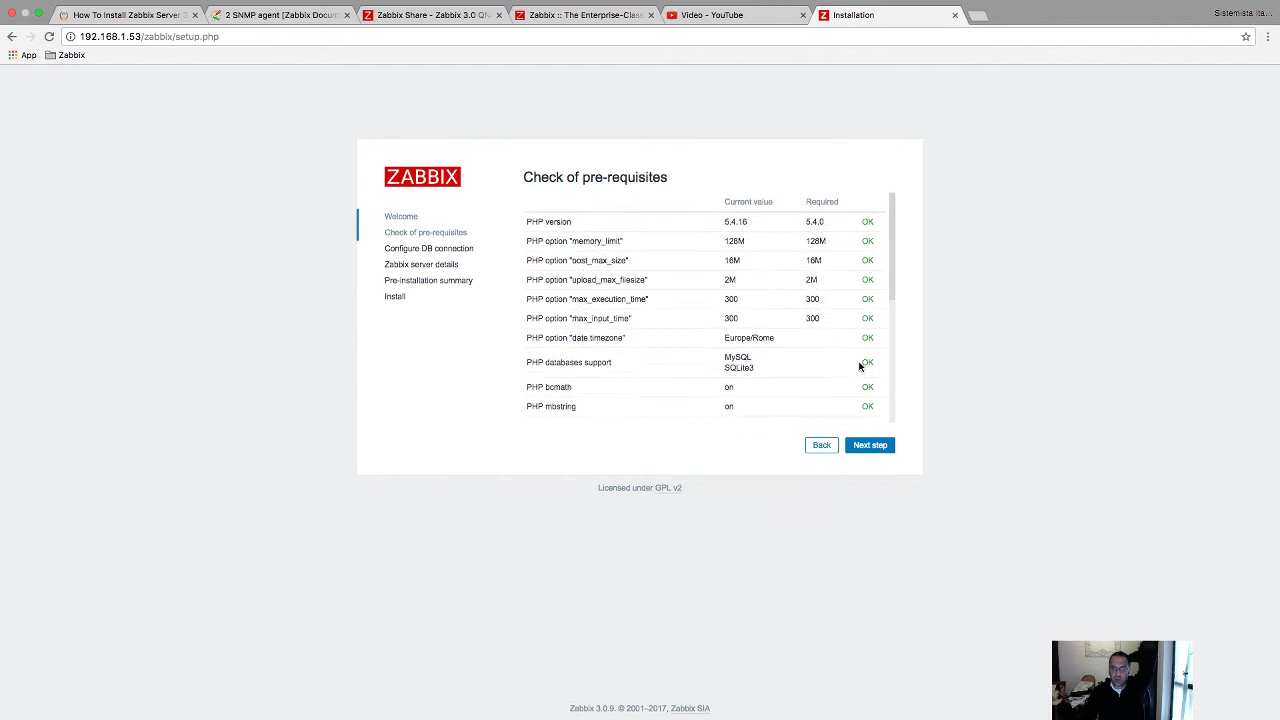 How To Install Zabbix Server 3
2 SNMP agent [Zabbix Docum
Zabbix Share - Zabbix 3.0 QN
Zabbix :: The Enterprise-Class
Video - YouTube
Installation
Sistemista Ita...
192.168.1.53/zabbix/setup.php
App
Zabbix
ZABBIX
Welcome
Check of pre-requisites
Configure DB connection
Zabbix server details
Pre-installation summary
Install
Check of pre-requisites
Current value Required
PHP version 5.4.16 5.4.0 OK
PHP option "memory_limit" 128M 128M OK
PHP option "post_max_size" 16M 16M OK
PHP option "upload_max_filesize" 2M 2M OK
PHP option "max_execution_time" 300 300 OK
PHP option "max_input_time" 300 300 OK
PHP option "date.timezone" Europe/Rome OK
PHP databases support MySQL OK
SQLite3
PHP bcmath on OK
PHP mbstring on OK
Back Next step
Licensed under GPL v2
Zabbix 3.0.9. © 2001–2017, Zabbix SIA